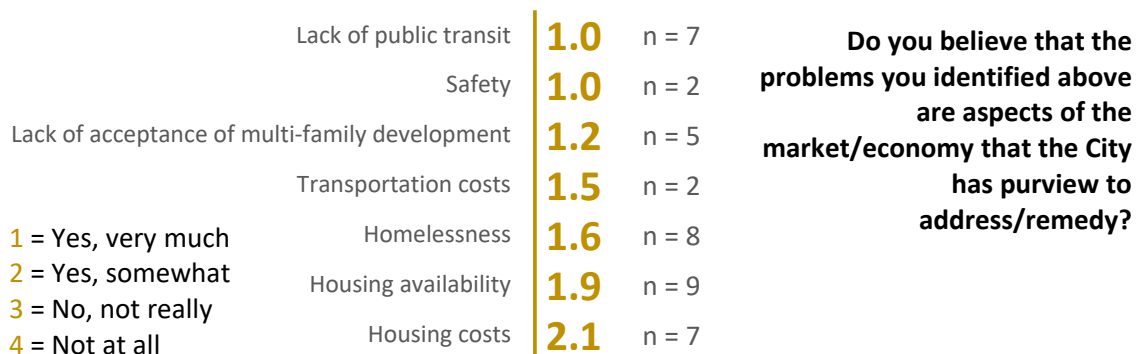 Lack of public transit 1.0 n = 7
Safety 1.0 n = 2
Lack of acceptance of multi-family development 1.2 n = 5
Transportation costs 1.5 n = 2
Homelessness 1.6 n = 8
Housing availability 1.9 n = 9
Housing costs 2.1 n = 7
1 = Yes, very much
2 = Yes, somewhat
3 = No, not really
4 = Not at all
Do you believe that the
problems you identified above
are aspects of the
market/economy that the City
has purview to
address/remedy?